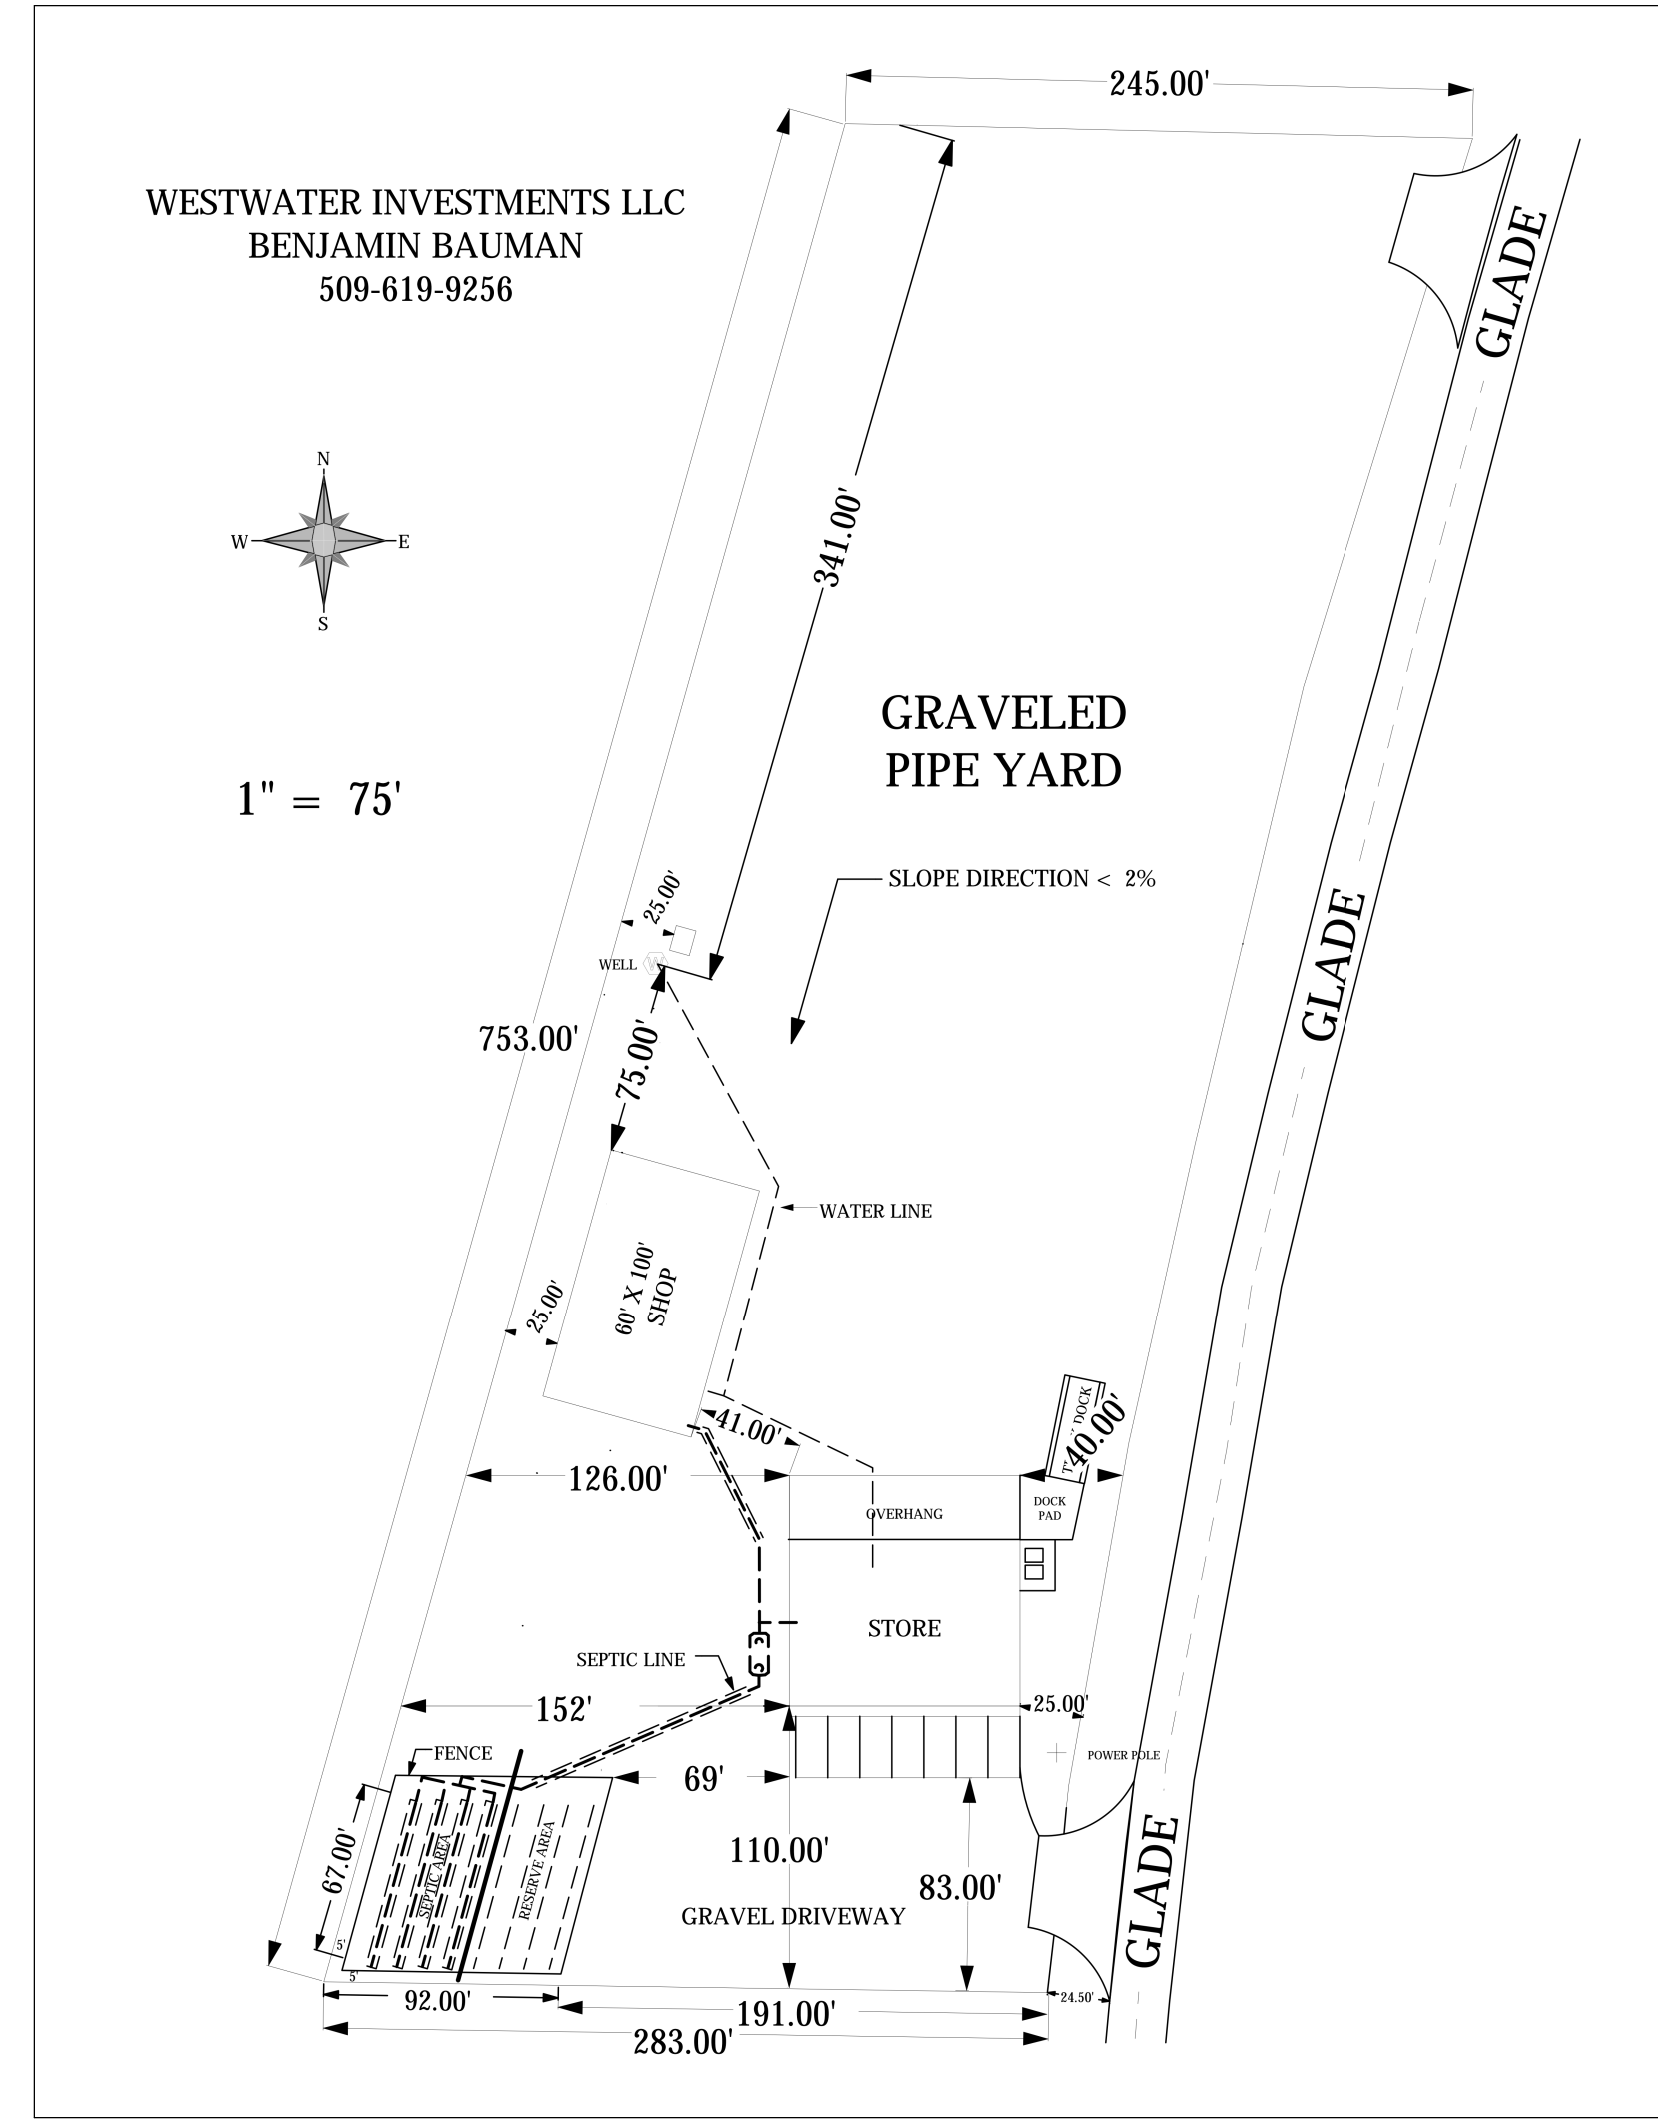 245.00'
WESTWATER INVESTMENTS LLC
BENJAMIN BAUMAN
509-619-9256
GLADE
N
W
E
S
341.00'
GRAVELED
PIPE YARD
1" = 75'
SLOPE DIRECTION < 2%
25.00'
GLADE
WELL
W
753.00'
75.00'
WATER LINE
60' X 100'
SHOP
25.00'
DOCK
40.00'
41.00'
126.00'
OVERHANG
DOCK
PAD
STORE
SEPTIC LINE
152'
25.00'
FENCE
POWER POLE
69'
67.00'
SEPTIC AREA
RESERVE AREA
110.00'
83.00'
GRAVEL DRIVEWAY
GLADE
5'
5'
92.00'
24.50'
191.00'
283.00'